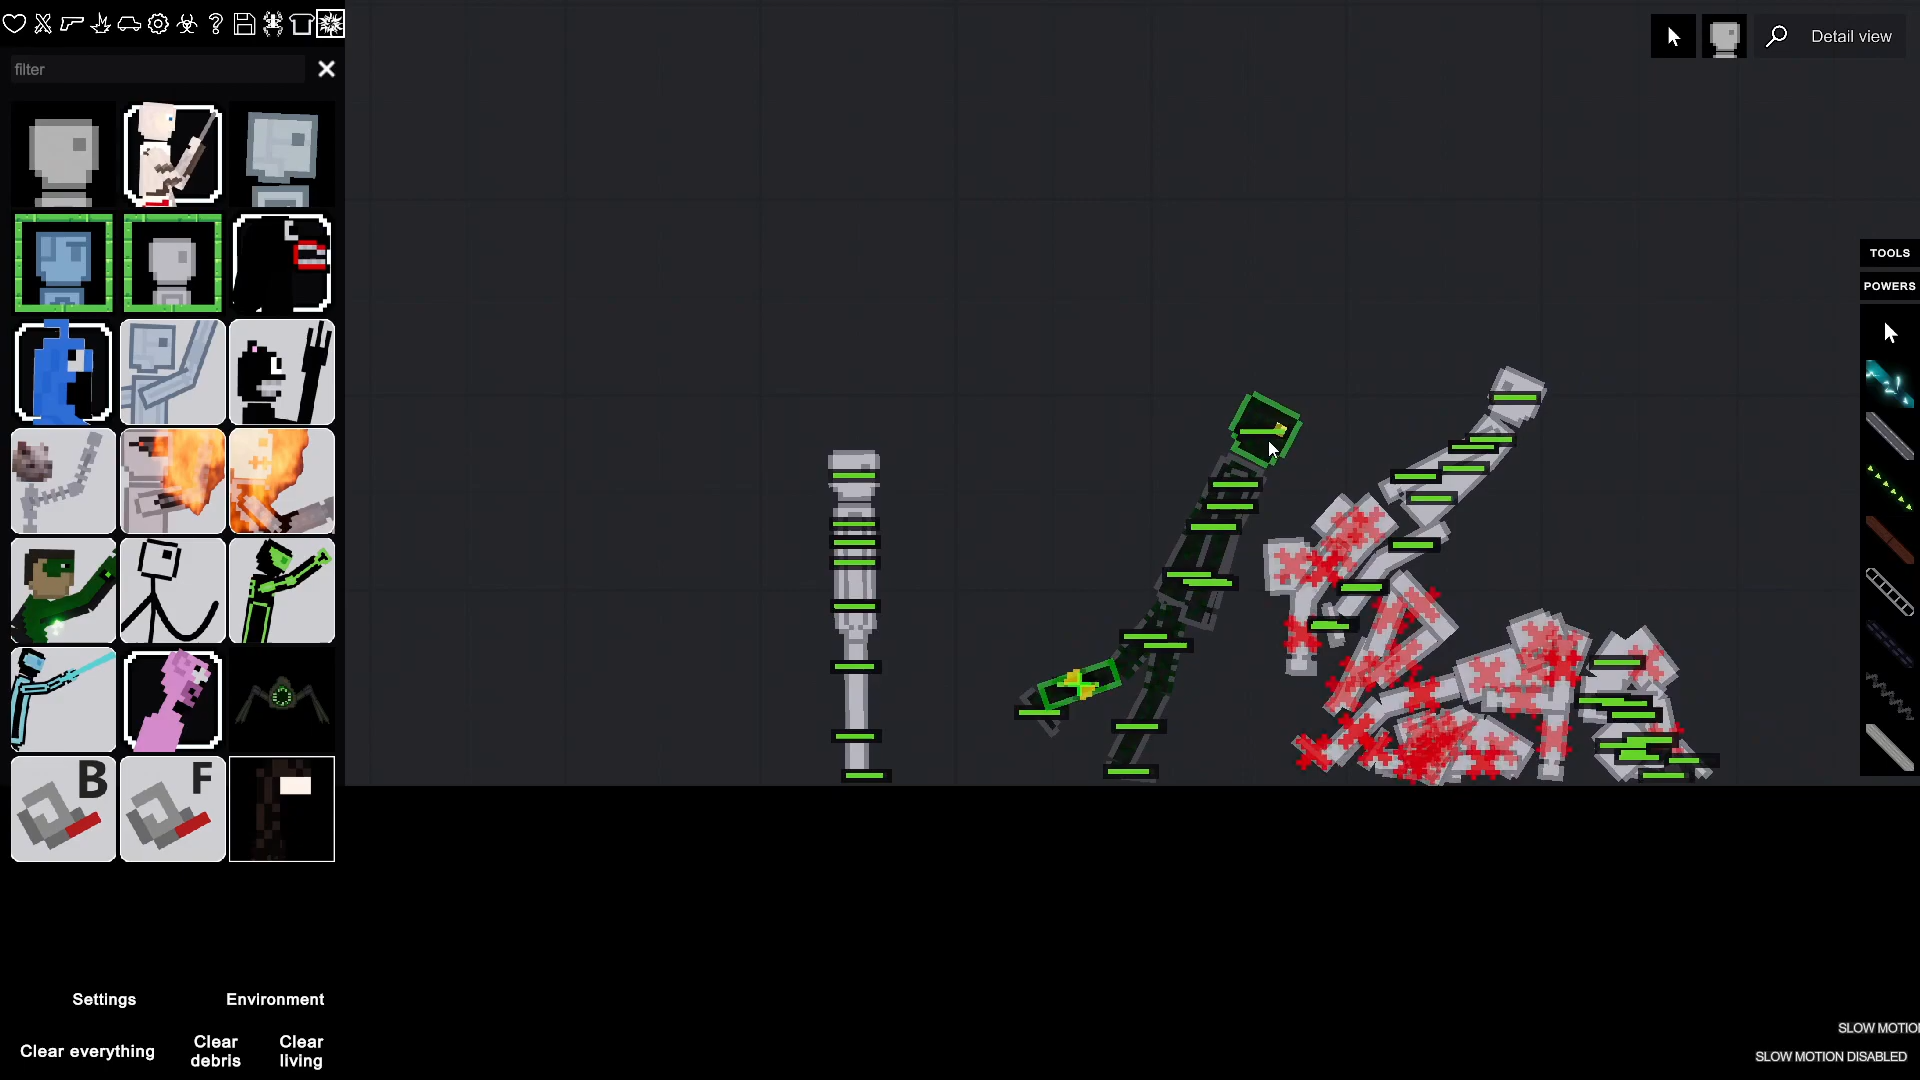 filter
Detail view
TOOLS
POWERS
B
F
Settings
Environment
Clear everything
Clear debris
Clear living
SLOW MOTIO
SLOW MOTION DISABLED